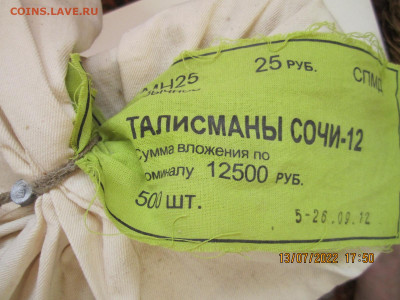 COINS.LAVE.RU
25 РУБ.
СПМД
ТАЛИСМАНЫ СОЧИ-12
Сумма вложения по
номиналу 12500 РУБ.
500 ШТ.
5-26.09.12
13/07/2022 17:50